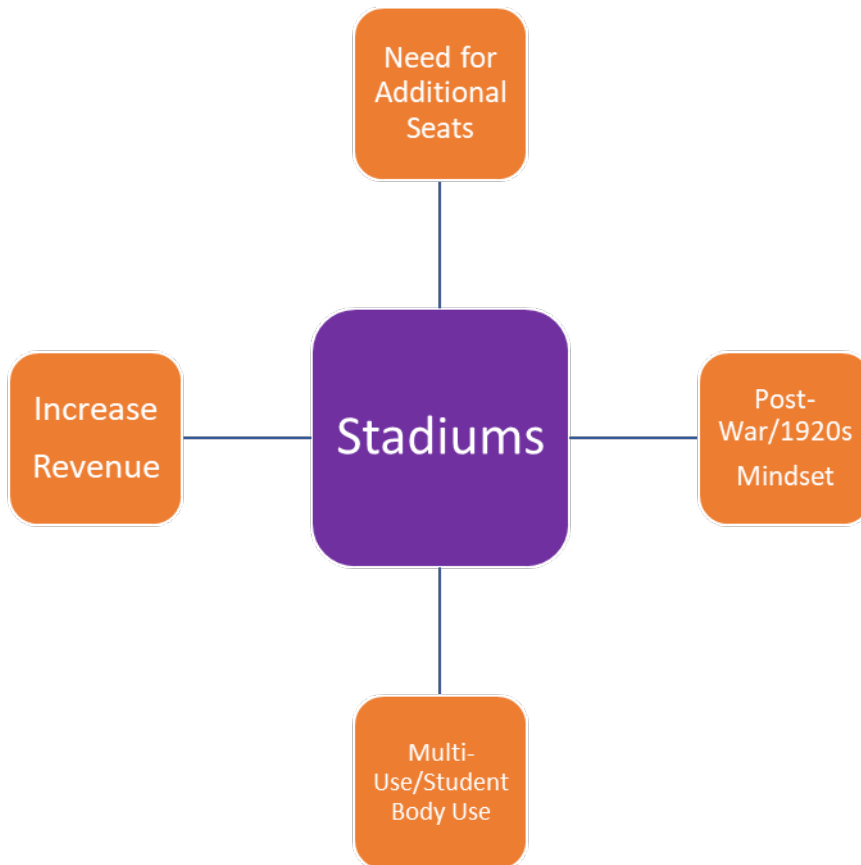 Need for
Additional
Seats
Increase
Revenue
Stadiums
Post-
War/1920s
Mindset
Multi-
Use/Student
Body Use